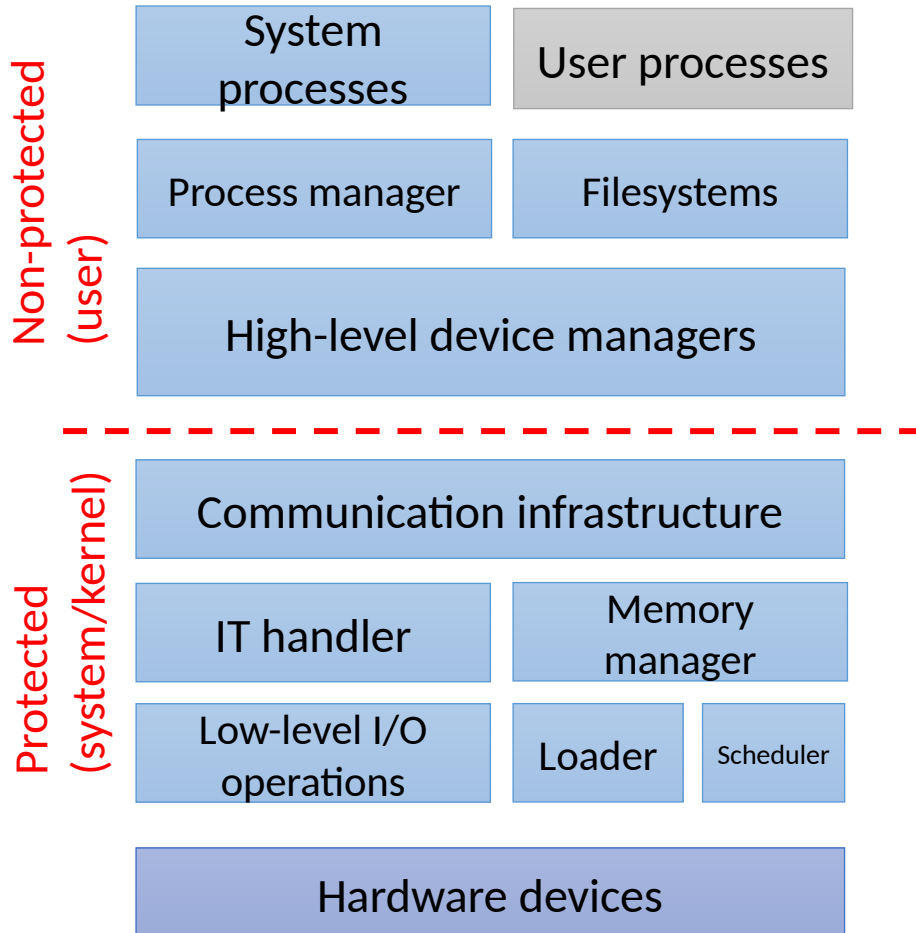 System
processes
User processes
Process manager
Filesystems
High-level device managers
Non-protected
(user)
Communication infrastructure
IT handler
Memory
manager
Low-level I/O
operations
Loader
Scheduler
Protected
(system/kernel)
Hardware devices